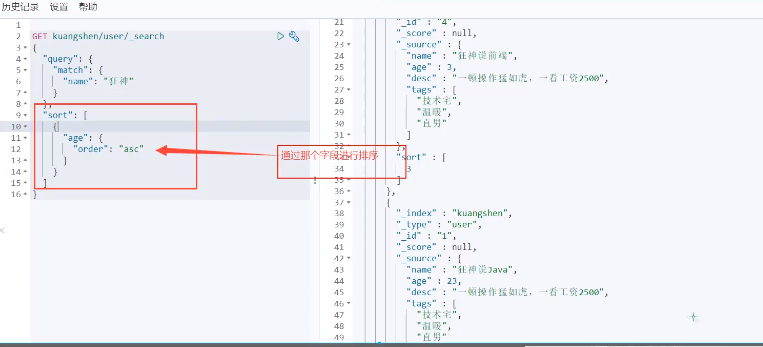 历史记录 设置 帮助
1
2 GET kuangshen/user/_search
3 {
4 "query": {
5 "match": {
6 "name": "狂神"
7 }
8 },
9 "sort": [
10 {
11 "age": {
12 "order": "asc"
13 }
14 }
15 ]
16 }
通过那个字段进行排序
21 "_id" : "4",
22 "_score" : null,
23 "_source" : {
24 "name" : "狂神说前端",
25 "age" : 3,
26 "desc" : "一顿操作猛如虎，一看工资2500",
27 "tags" : [
28 "技术宅",
29 "温暖",
30 "直男"
31 ]
32 },
33 "sort" : [
34 3
35 ]
36 },
37 {
38 "_index" : "kuangshen",
39 "_type" : "user",
40 "_id" : "1",
41 "_score" : null,
42 "_source" : {
43 "name" : "狂神说Java",
44 "age" : 23,
45 "desc" : "一顿操作猛如虎，一看工资2500",
46 "tags" : [
47 "技术宅",
48 "温暖",
49 "直男"